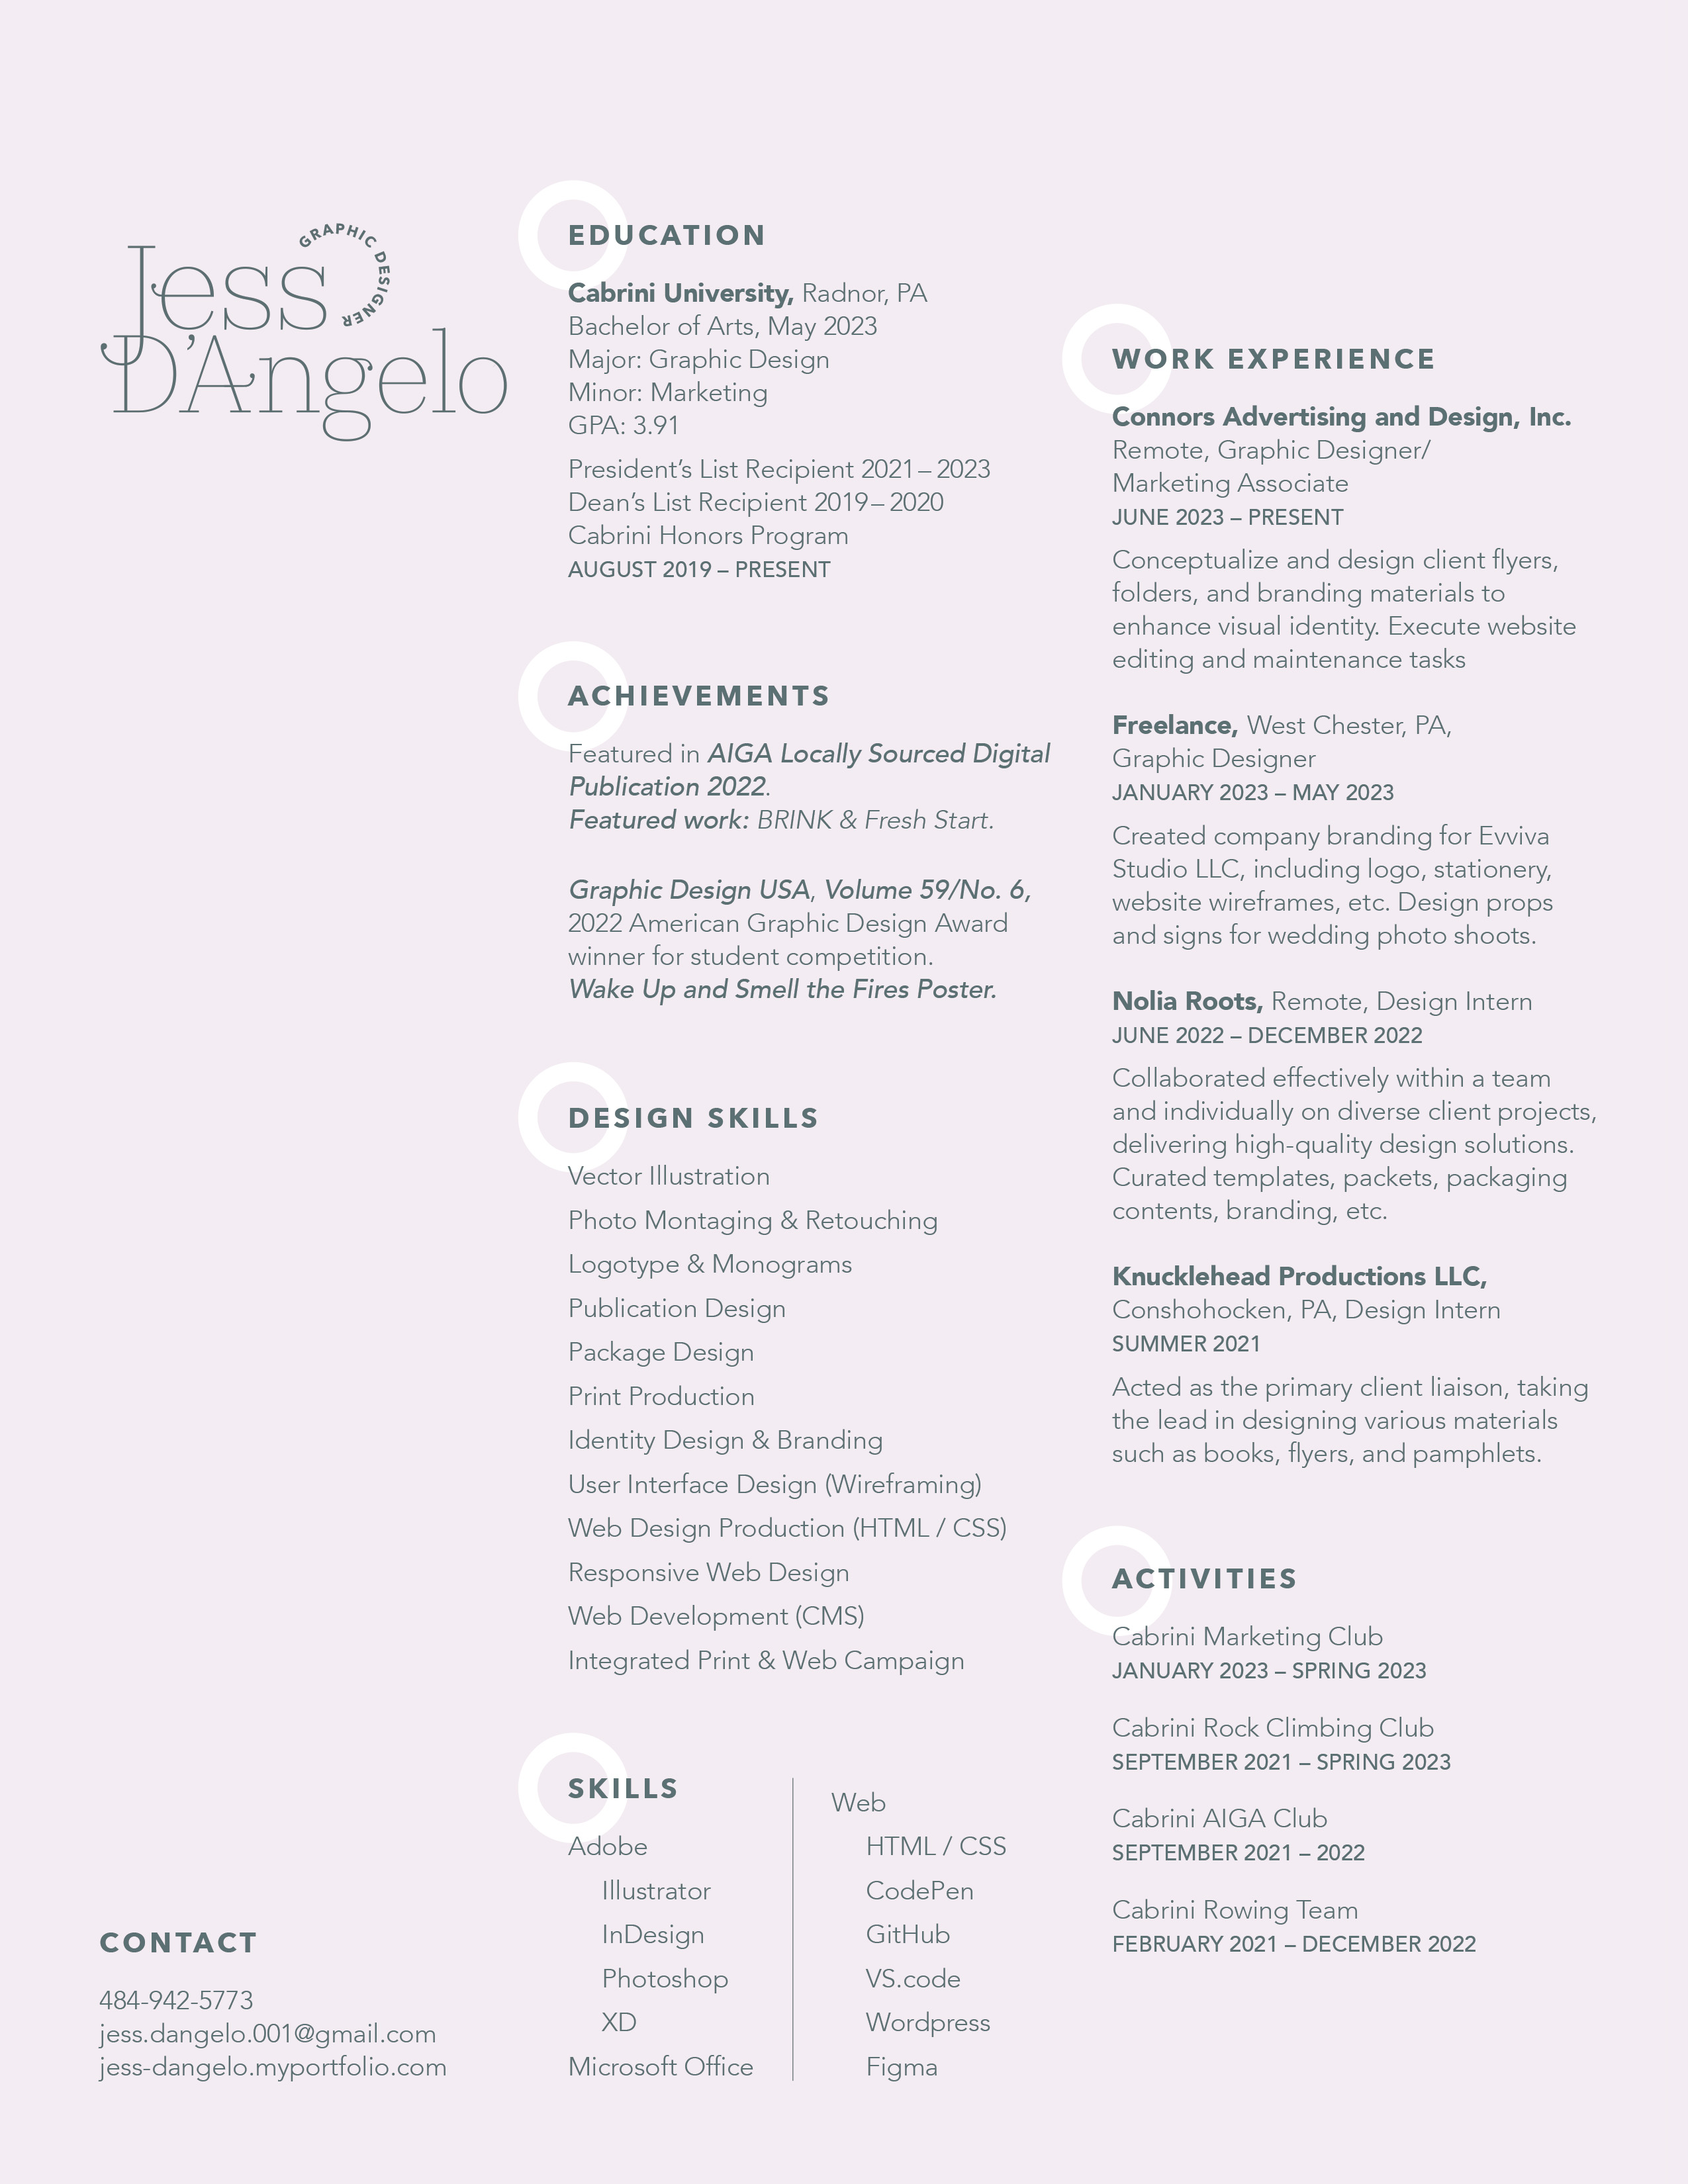 Jess
GRAPHIC DESIGNER
D’Angelo
CONTACT
484-942-5773
jess.dangelo.001@gmail.com
jess-dangelo.myportfolio.com
EDUCATION
Cabrini University, Radnor, PA
Bachelor of Arts, May 2023
Major: Graphic Design
Minor: Marketing
GPA: 3.91
President’s List Recipient 2021 – 2023
Dean’s List Recipient 2019 – 2020
Cabrini Honors Program
AUGUST 2019 – PRESENT
ACHIEVEMENTS
Featured in AIGA Locally Sourced Digital
Publication 2022.
Featured work: BRINK & Fresh Start.
Graphic Design USA, Volume 59/No. 6,
2022 American Graphic Design Award
winner for student competition.
Wake Up and Smell the Fires Poster.
DESIGN SKILLS
Vector Illustration
Photo Montaging & Retouching
Logotype & Monograms
Publication Design
Package Design
Print Production
Identity Design & Branding
User Interface Design (Wireframing)
Web Design Production (HTML / CSS)
Responsive Web Design
Web Development (CMS)
Integrated Print & Web Campaign
SKILLS
Adobe
Illustrator
InDesign
Photoshop
XD
Microsoft Office
Web
HTML / CSS
CodePen
GitHub
VS.code
Wordpress
Figma
WORK EXPERIENCE
Connors Advertising and Design, Inc.
Remote, Graphic Designer/
Marketing Associate
JUNE 2023 – PRESENT
Conceptualize and design client flyers,
folders, and branding materials to
enhance visual identity. Execute website
editing and maintenance tasks
Freelance, West Chester, PA,
Graphic Designer
JANUARY 2023 – MAY 2023
Created company branding for Evviva
Studio LLC, including logo, stationery,
website wireframes, etc. Design props
and signs for wedding photo shoots.
Nolia Roots, Remote, Design Intern
JUNE 2022 – DECEMBER 2022
Collaborated effectively within a team
and individually on diverse client projects,
delivering high-quality design solutions.
Curated templates, packets, packaging
contents, branding, etc.
Knucklehead Productions LLC,
Conshohocken, PA, Design Intern
SUMMER 2021
Acted as the primary client liaison, taking
the lead in designing various materials
such as books, flyers, and pamphlets.
ACTIVITIES
Cabrini Marketing Club
JANUARY 2023 – SPRING 2023
Cabrini Rock Climbing Club
SEPTEMBER 2021 – SPRING 2023
Cabrini AIGA Club
SEPTEMBER 2021 – 2022
Cabrini Rowing Team
FEBRUARY 2021 – DECEMBER 2022